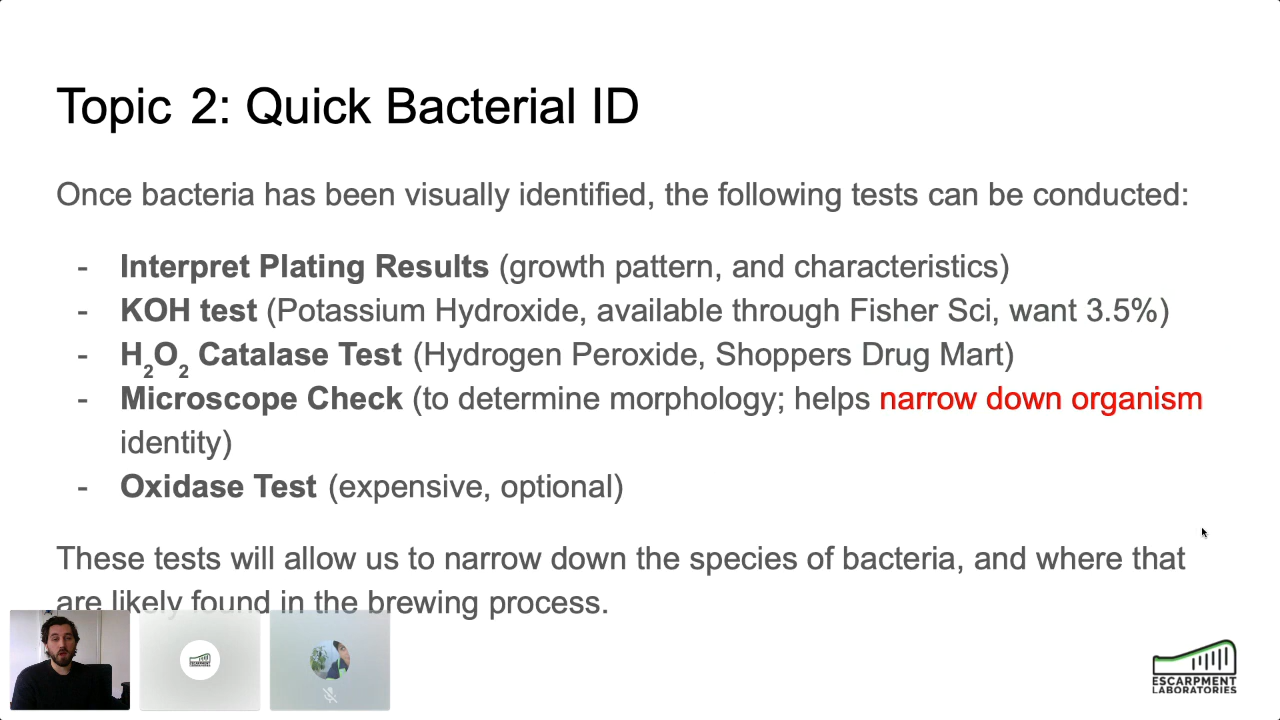 Topic 2: Quick Bacterial ID
Once bacteria has been visually identified, the following tests can be conducted:
- Interpret Plating Results (growth pattern, and characteristics)
- KOH test (Potassium Hydroxide, available through Fisher Sci, want 3.5%)
- H₂O₂ Catalase Test (Hydrogen Peroxide, Shoppers Drug Mart)
- Microscope Check (to determine morphology; helps narrow down organism
identity)
- Oxidase Test (expensive, optional)
These tests will allow us to narrow down the species of bacteria, and where that
are likely found in the brewing process.
ESCARPMENT
LABORATORIES
ESCARPMENT
LABORATORIES